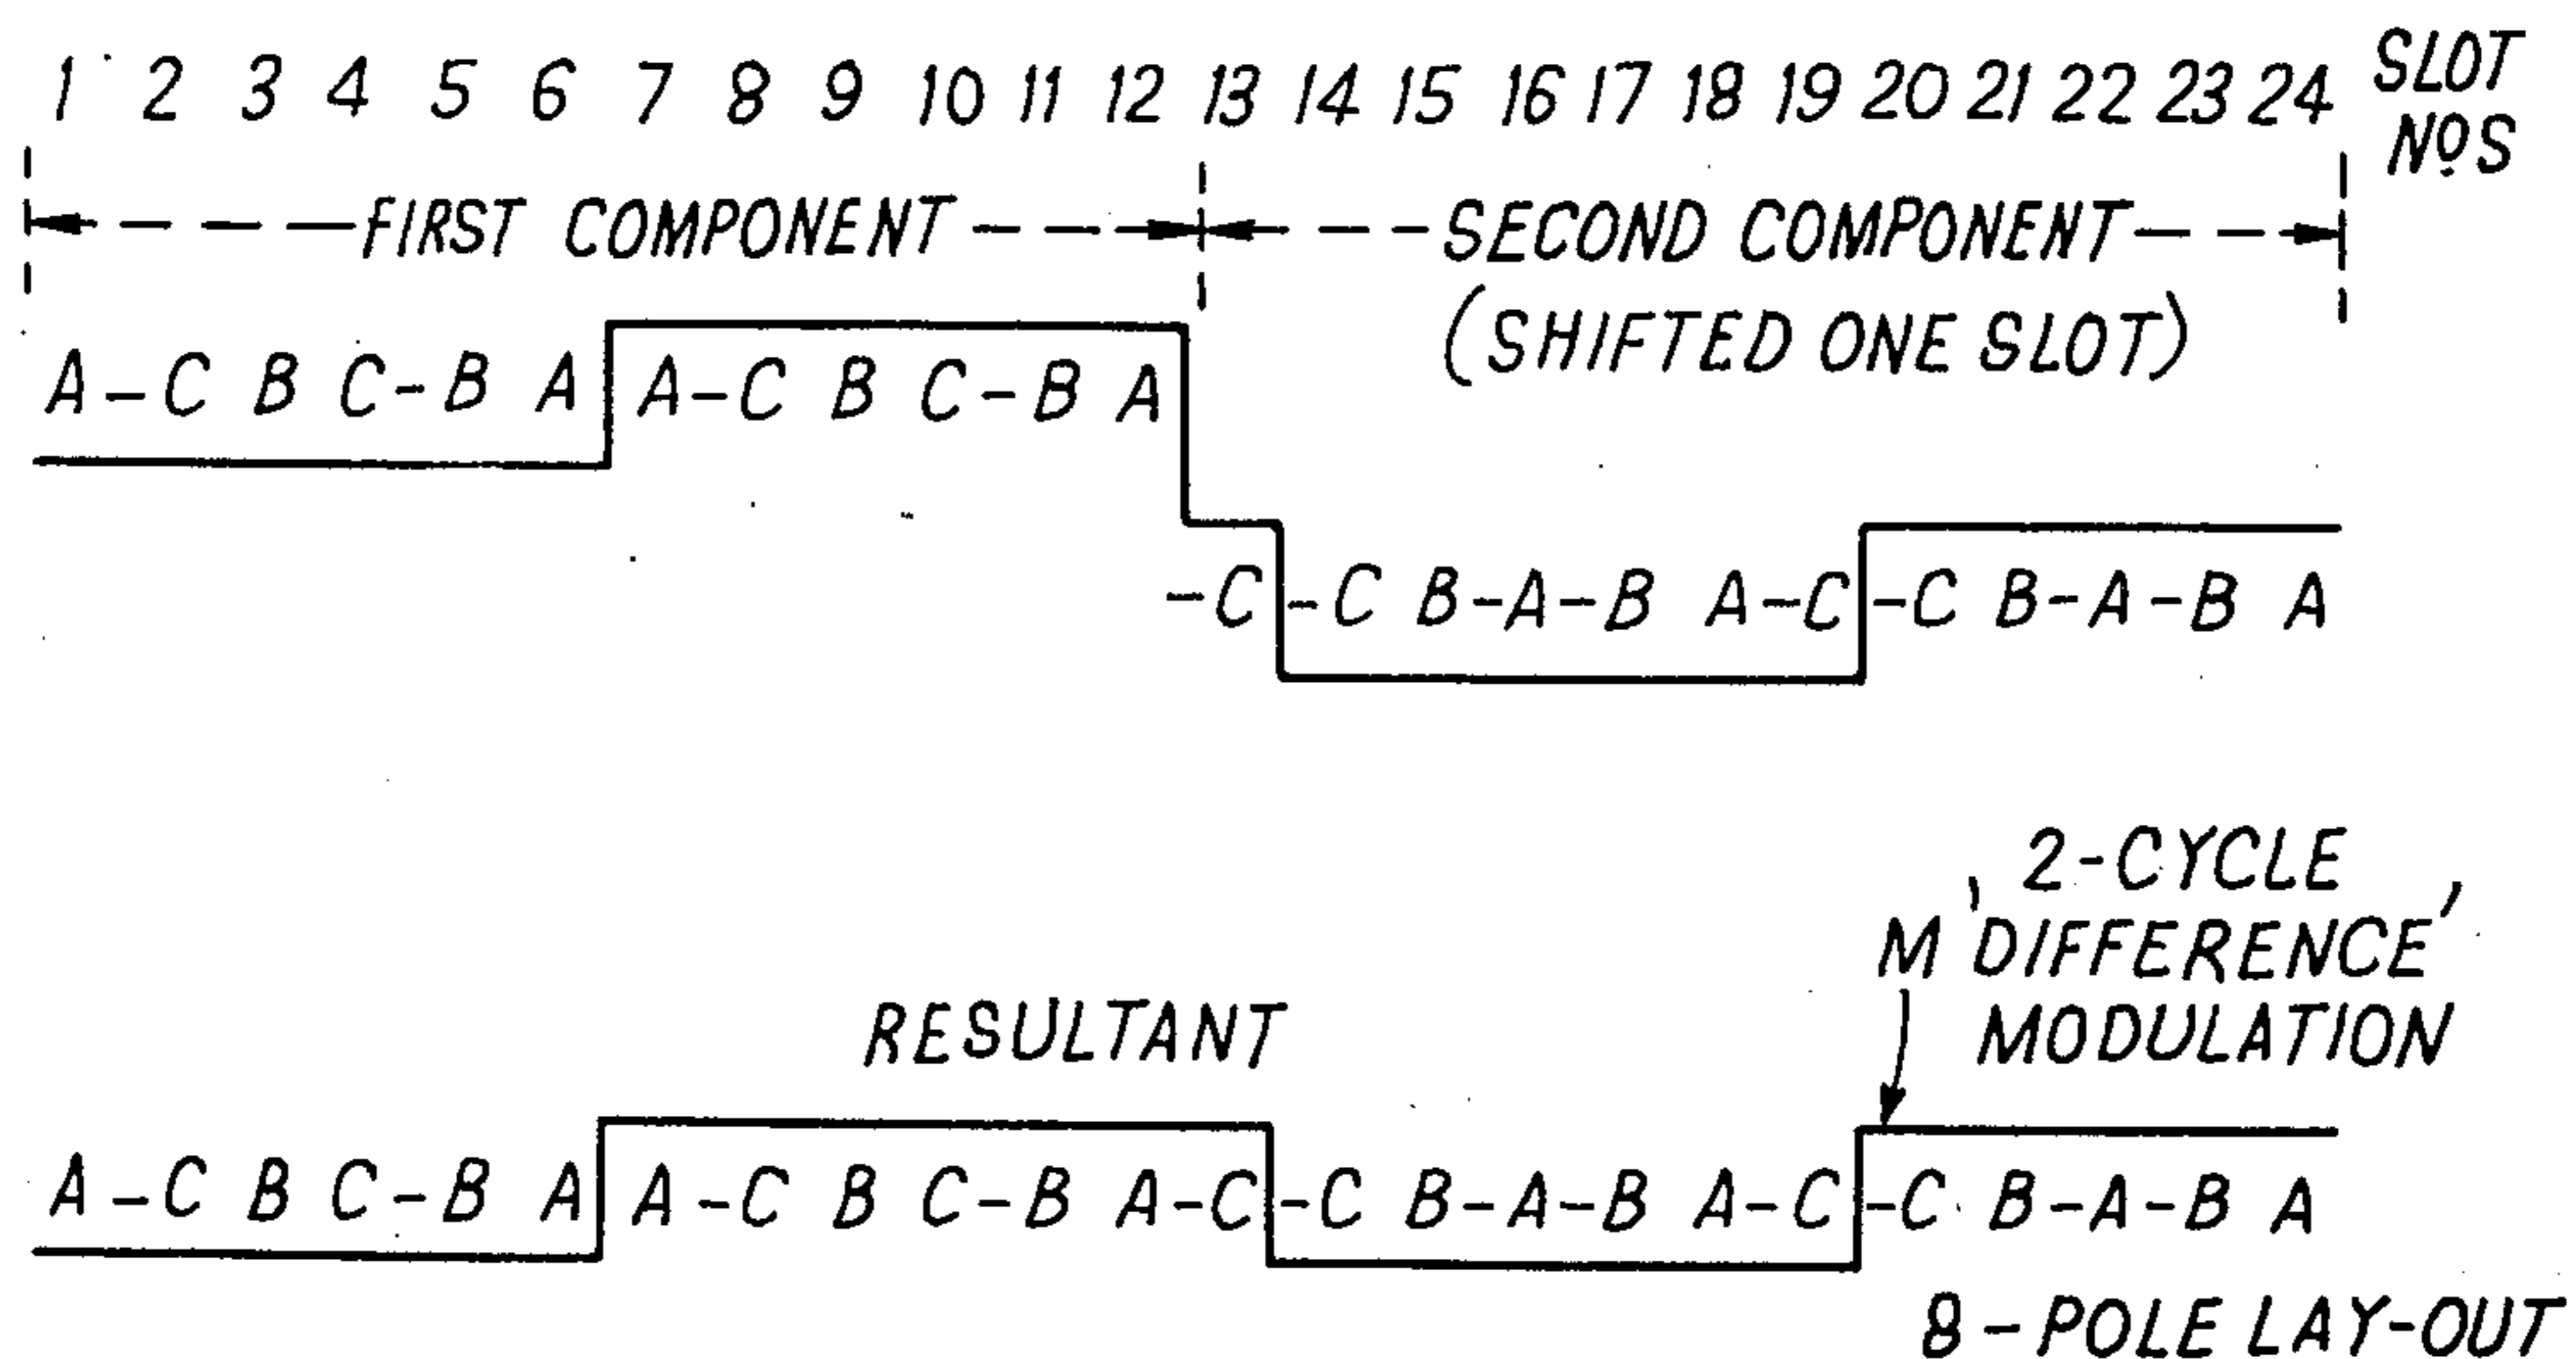 1 2 3 4 5 6 7 8 9 10 11 12 13 14 15 16 17 18 19 20 21 22 23 24 SLOT
NOS
FIRST COMPONENT SECOND COMPONENT
(SHIFTED ONE SLOT)
A-C B C-B A A-C B C-B A
-C -C B-A-B A-C -C B-A-B A
'2-CYCLE
M DIFFERENCE'
MODULATION
RESULTANT
A-C B C-B A A-C B C-B A-C -C B-A-B A-C -C B-A-B A
8-POLE LAY-OUT